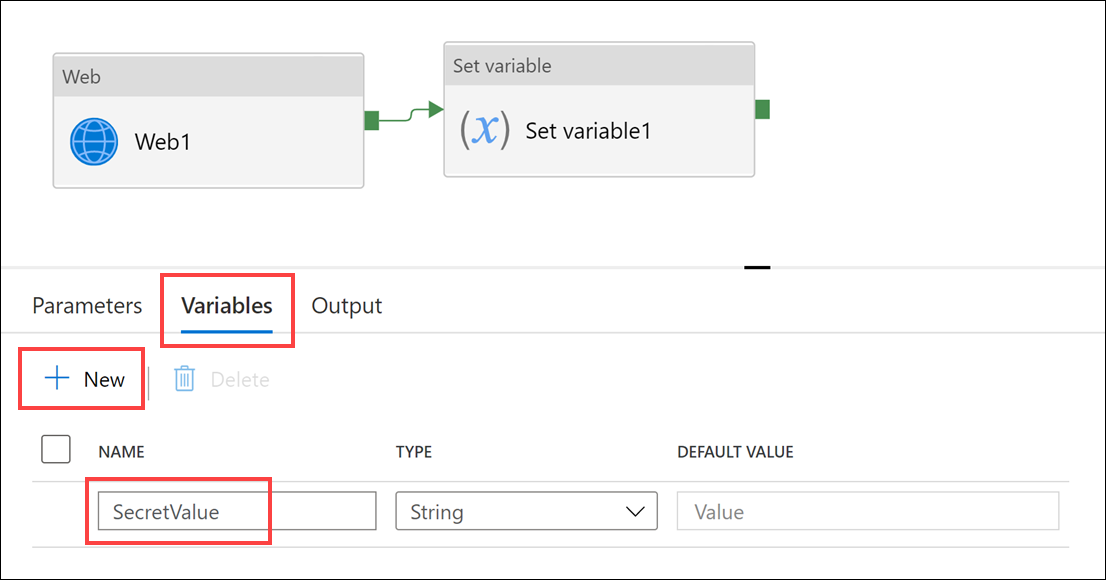 Web
Web1
Set variable
(x) Set variable1
Parameters Variables Output
New Delete
NAME TYPE DEFAULT VALUE
SecretValue String Value